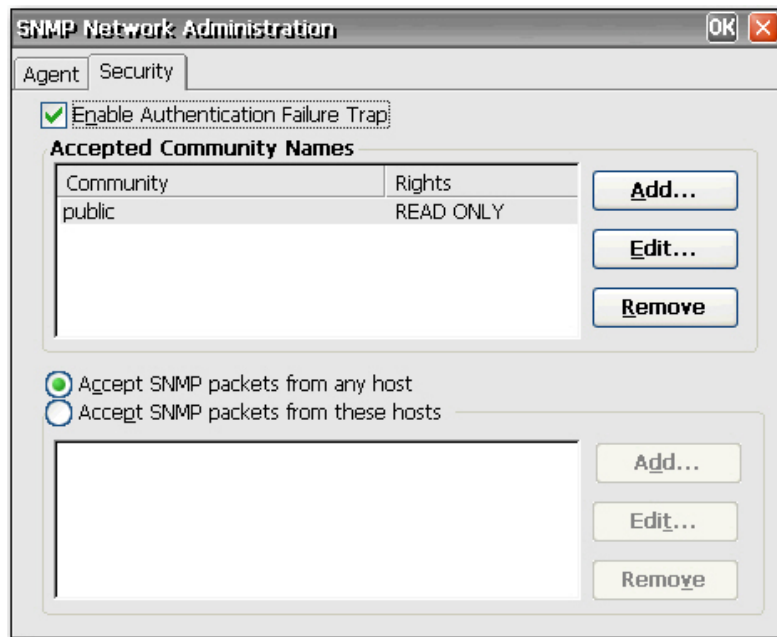 SNMP Network Administration OK
Agent Security
Enable Authentication Failure Trap
Accepted Community Names
Community Rights
public READ ONLY
Add...
Edit...
Remove
Accept SNMP packets from any host
Accept SNMP packets from these hosts
Add...
Edit...
Remove